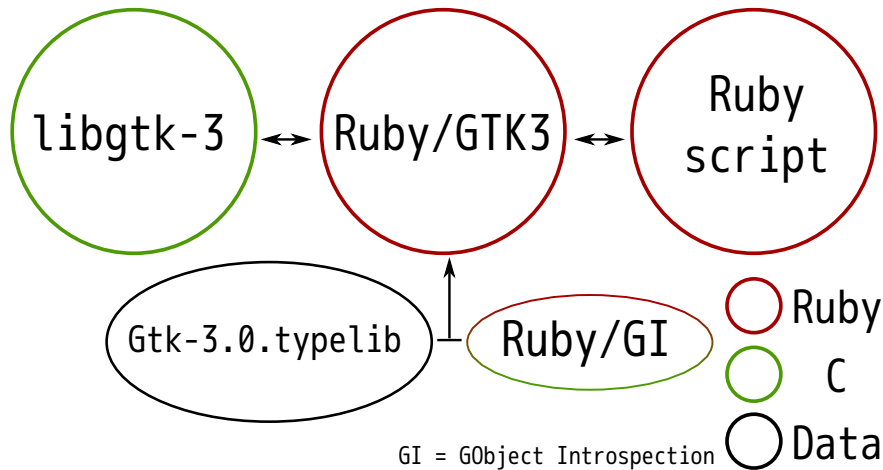 libgtk-3
Ruby/GTK3
Ruby
script
Gtk-3.0.typelib
Ruby/GI
Ruby
C
Data
GI = GObject Introspection